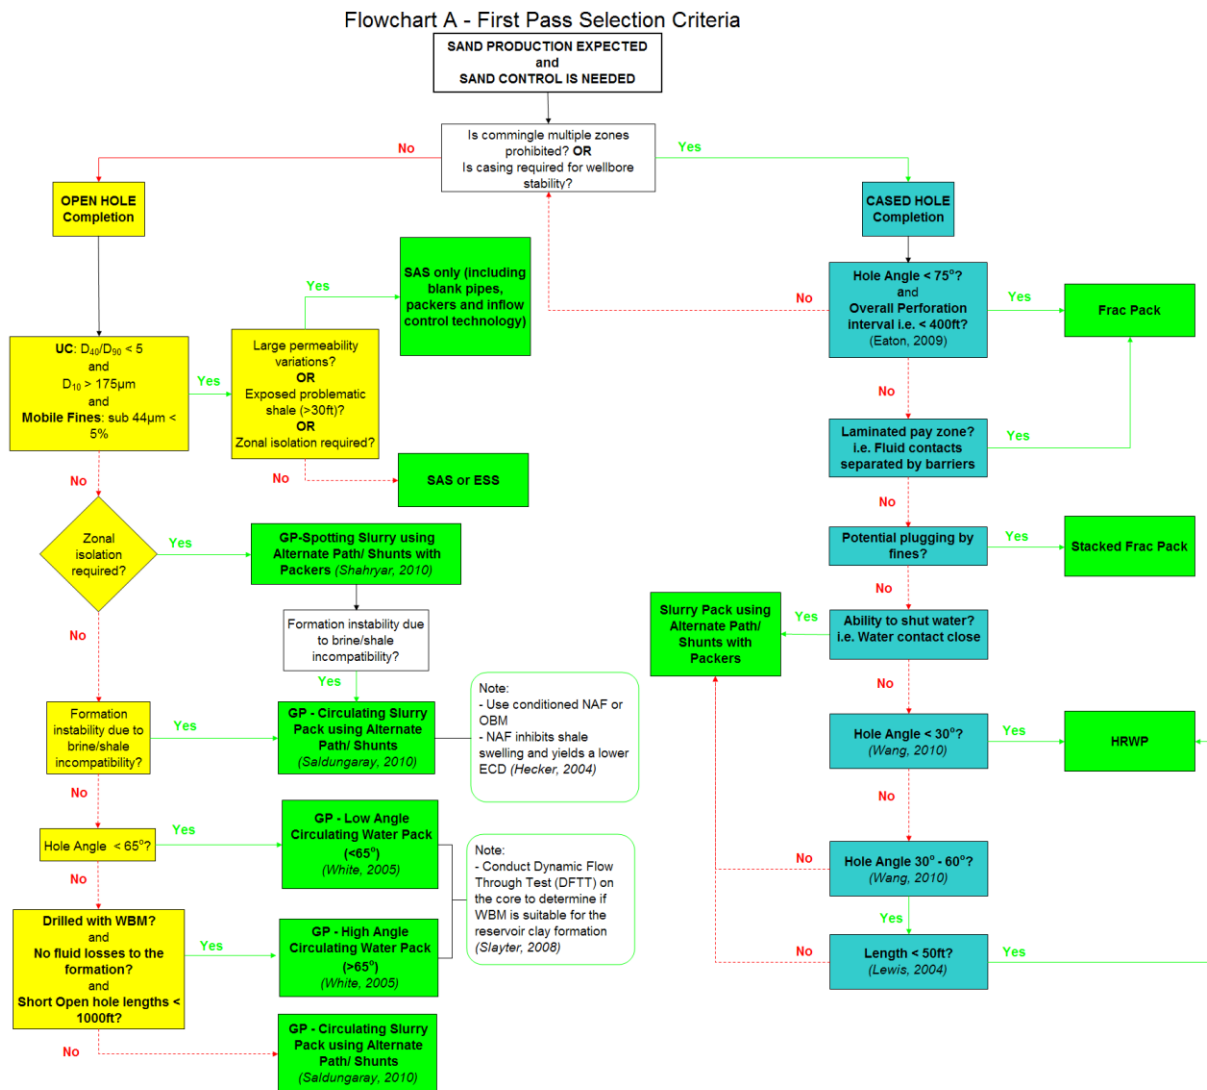 Flowchart A - First Pass Selection Criteria
SAND PRODUCTION EXPECTED
and
SAND CONTROL IS NEEDED
Is commingle multiple zones
prohibited? OR
Is casing required for wellbore
stability?
No
Yes
OPEN HOLE
Completion
CASED HOLE
Completion
UC: D40/D90 < 5
and
D10 > 175µm
and
Mobile Fines: sub 44µm <
5%
Yes
No
Large permeability
variations?
OR
Exposed problematic
shale (>30ft)?
OR
Zonal isolation required?
Yes
No
SAS only (including
blank pipes,
packers and inflow
control technology)
SAS or ESS
Zonal
isolation
required?
Yes
No
GP-Spotting Slurry using
Alternate Path/ Shunts with
Packers (Shahryar, 2010)
Formation instability due
to brine/shale
incompatibility?
Yes
Formation
instability due to
brine/shale
incompatibility?
Yes
No
GP - Circulating Slurry
Pack using Alternate
Path/ Shunts
(Saldungaray, 2010)
Note:
- Use conditioned NAF or
OBM
- NAF inhibits shale
swelling and yields a lower
ECD (Hecker, 2004)
Hole Angle < 65°?
Yes
No
GP - Low Angle
Circulating Water Pack
(<65°)
(White, 2005)
Note:
- Conduct Dynamic Flow
Through Test (DFTT) on
the core to determine if
WBM is suitable for the
reservoir clay formation
(Slayter, 2008)
Drilled with WBM?
and
No fluid losses to the
formation?
and
Short Open hole lengths <
1000ft?
Yes
No
GP - High Angle
Circulating Water Pack
(>65°)
(White, 2005)
GP - Circulating Slurry
Pack using Alternate
Path/ Shunts
(Saldungaray, 2010)
Hole Angle < 75°?
and
Overall Perforation
interval i.e. < 400ft?
(Eaton, 2009)
No
Yes
No
Frac Pack
Laminated pay zone?
i.e. Fluid contacts
separated by barriers
Yes
No
Potential plugging by
fines?
Yes
No
Stacked Frac Pack
Ability to shut water?
i.e. Water contact close
Yes
No
Slurry Pack using
Alternate Path/
Shunts with
Packers
Hole Angle < 30°?
(Wang, 2010)
Yes
No
HRWP
Hole Angle 30° - 60°?
(Wang, 2010)
No
Yes
Length < 50ft?
(Lewis, 2004)
No
Yes